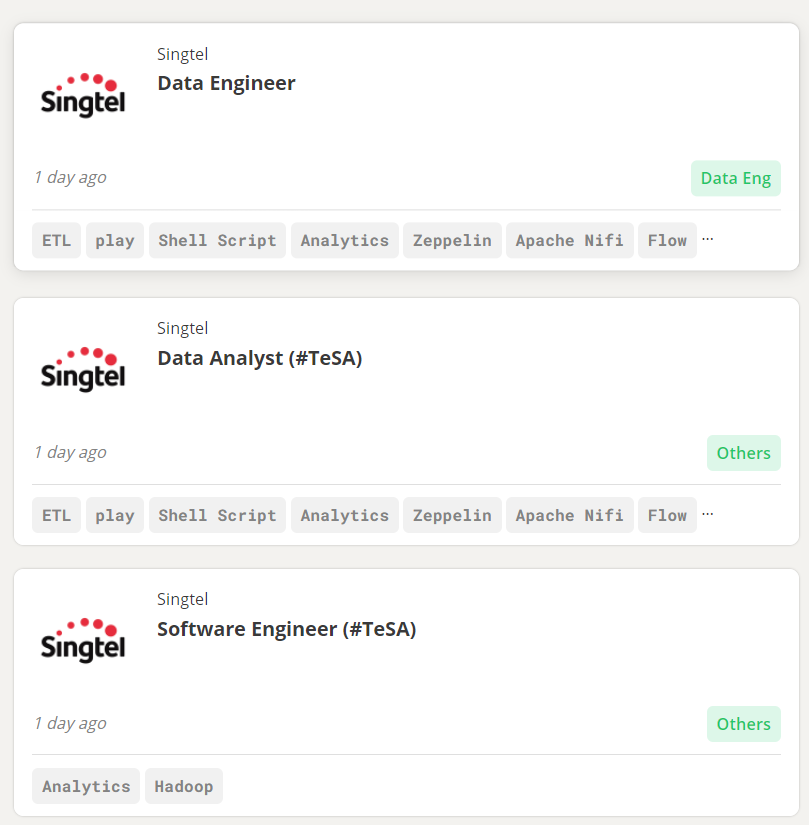 Singtel
Singtel
Data Engineer
1 day ago
Data Eng
ETL play Shell Script Analytics Zeppelin Apache Nifi Flow ...
Singtel
Singtel
Data Analyst (#TeSA)
1 day ago
Others
ETL play Shell Script Analytics Zeppelin Apache Nifi Flow ...
Singtel
Singtel
Software Engineer (#TeSA)
1 day ago
Others
Analytics Hadoop